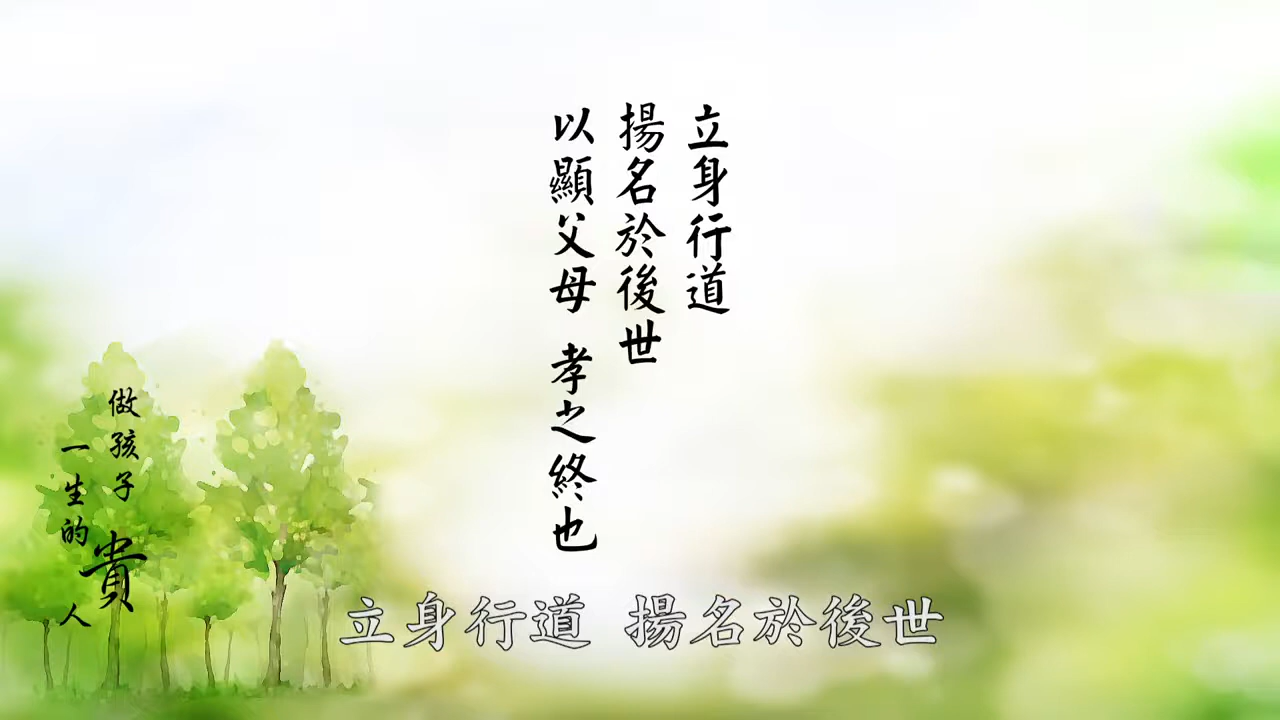 立身行道
揚名於後世
以顯父母 孝之終也
做孩子
一生的
貴人
立身行道 揚名於後世